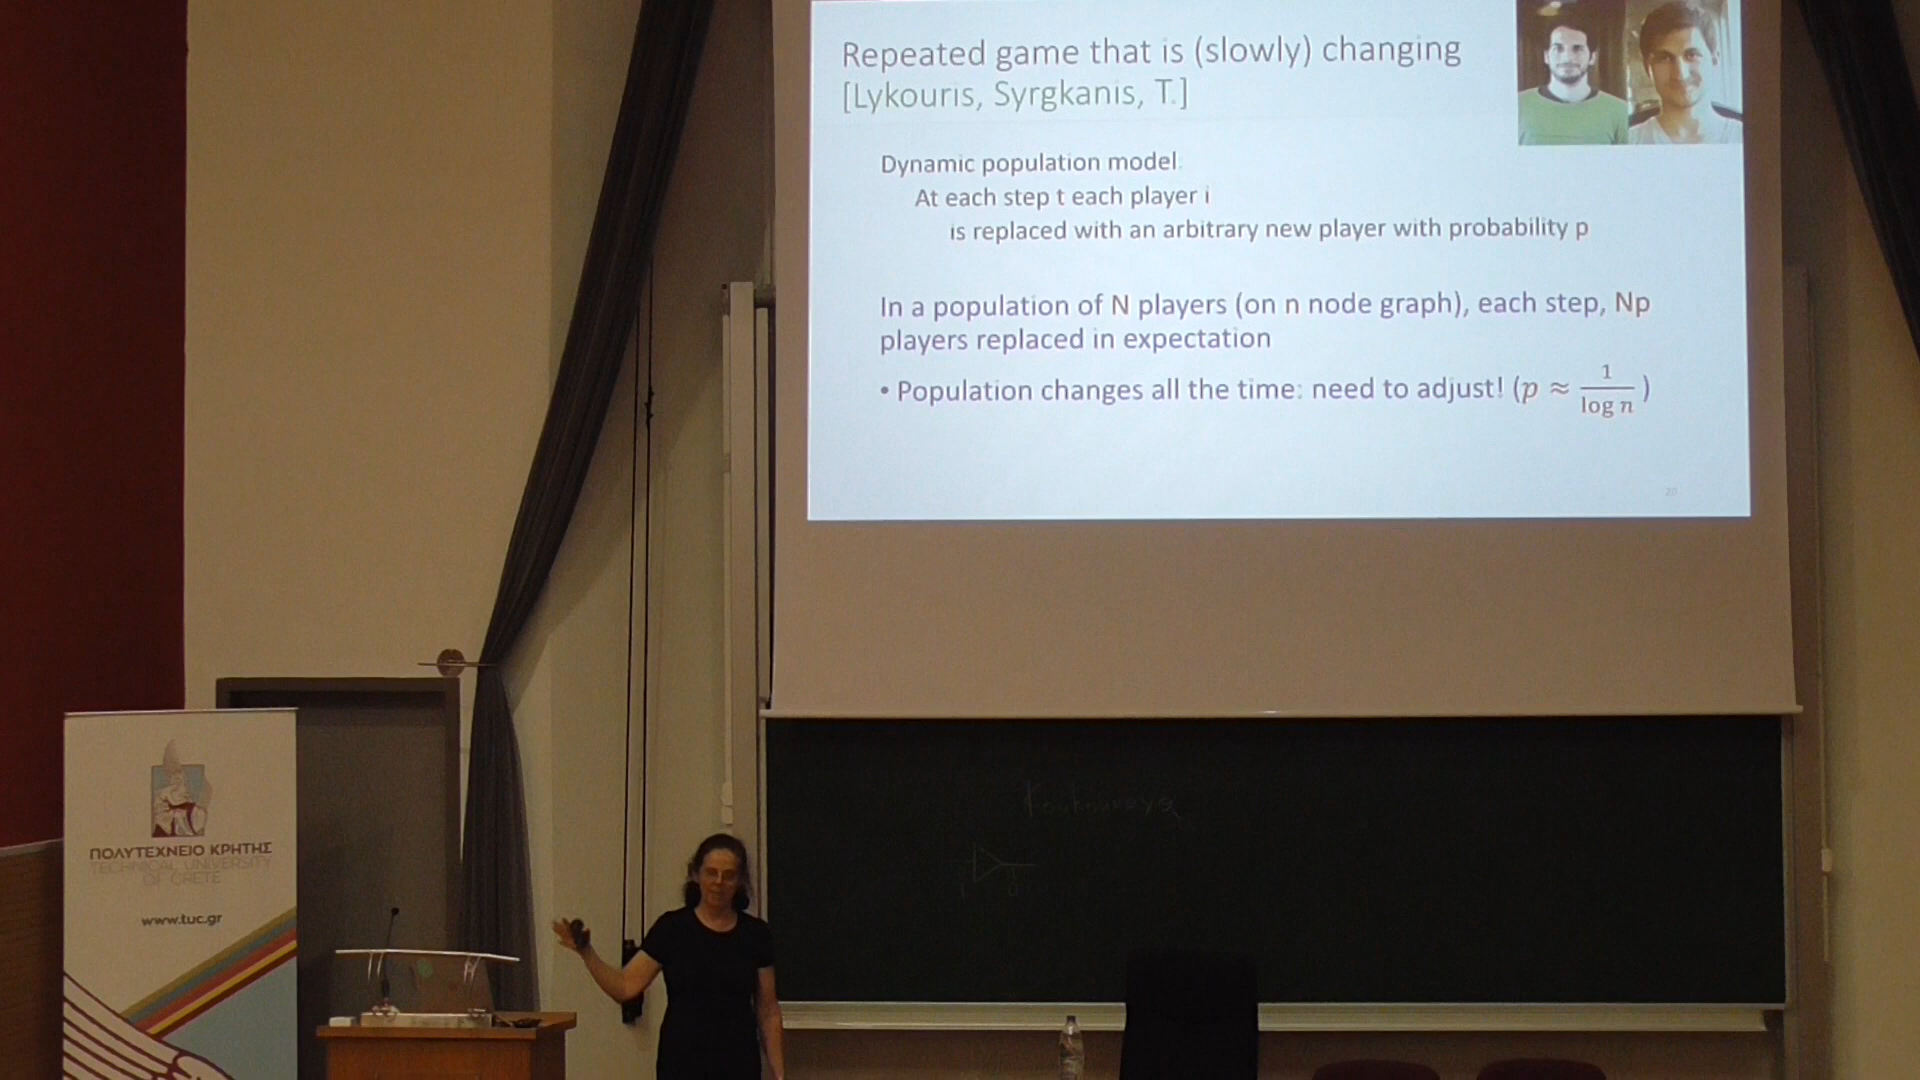 Repeated game that is (slowly) changing
[Lykouris, Syrgkanis, T.]
Dynamic population model.
At each step t each player i
is replaced with an arbitrary new player with probability p
In a population of N players (on n node graph), each step, Np
players replaced in expectation
• Population changes all the time: need to adjust! (p ≈ 1/log n)
20
ΠΟΛΥΤΕΧΝΕΙΟ ΚΡΗΤΗΣ
TECHNICAL UNIVERSITY
OF CRETE
www.tuc.gr